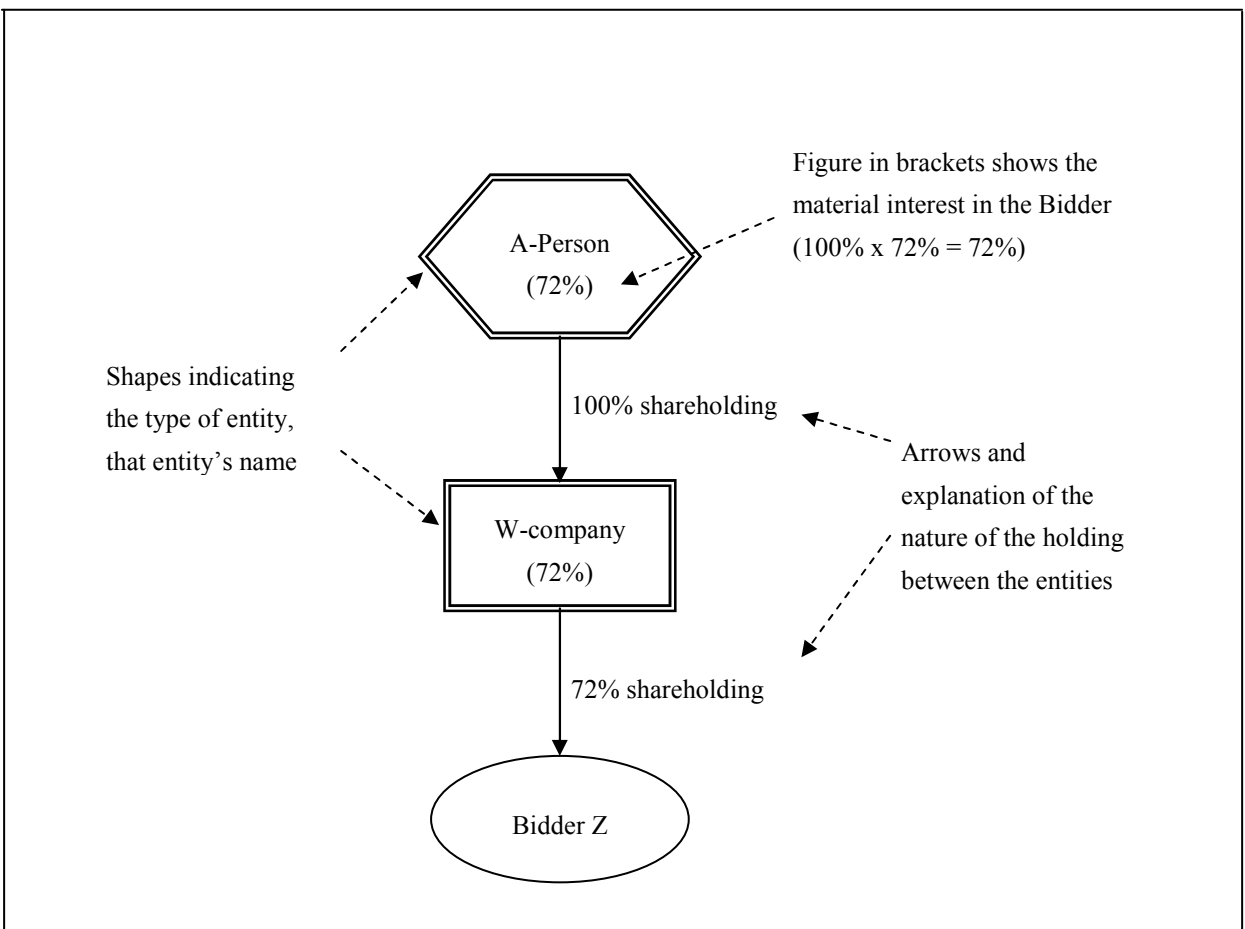 Figure in brackets shows the
material interest in the Bidder
(100% x 72% = 72%)
A-Person
(72%)
Shapes indicating
the type of entity,
that entity’s name
100% shareholding
Arrows and
explanation of the
nature of the holding
between the entities
W-company
(72%)
72% shareholding
Bidder Z